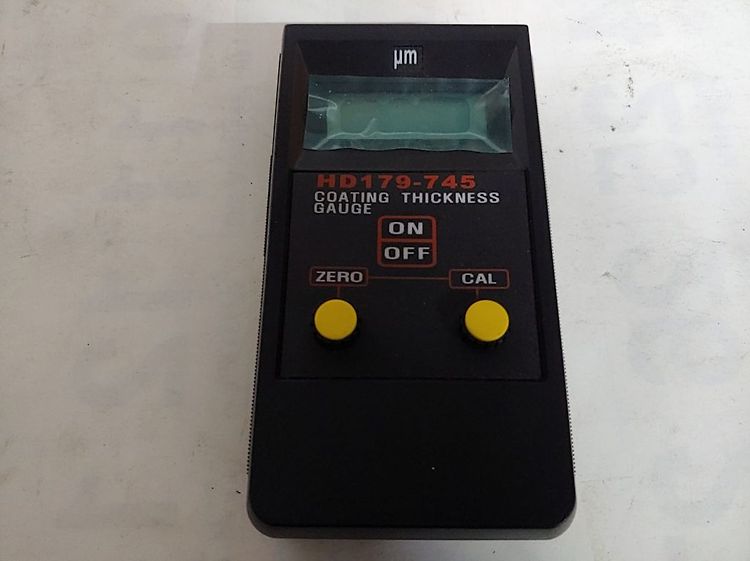 µm
HD179-745
COATING THICKNESS
GAUGE
ON
OFF
ZERO
CAL